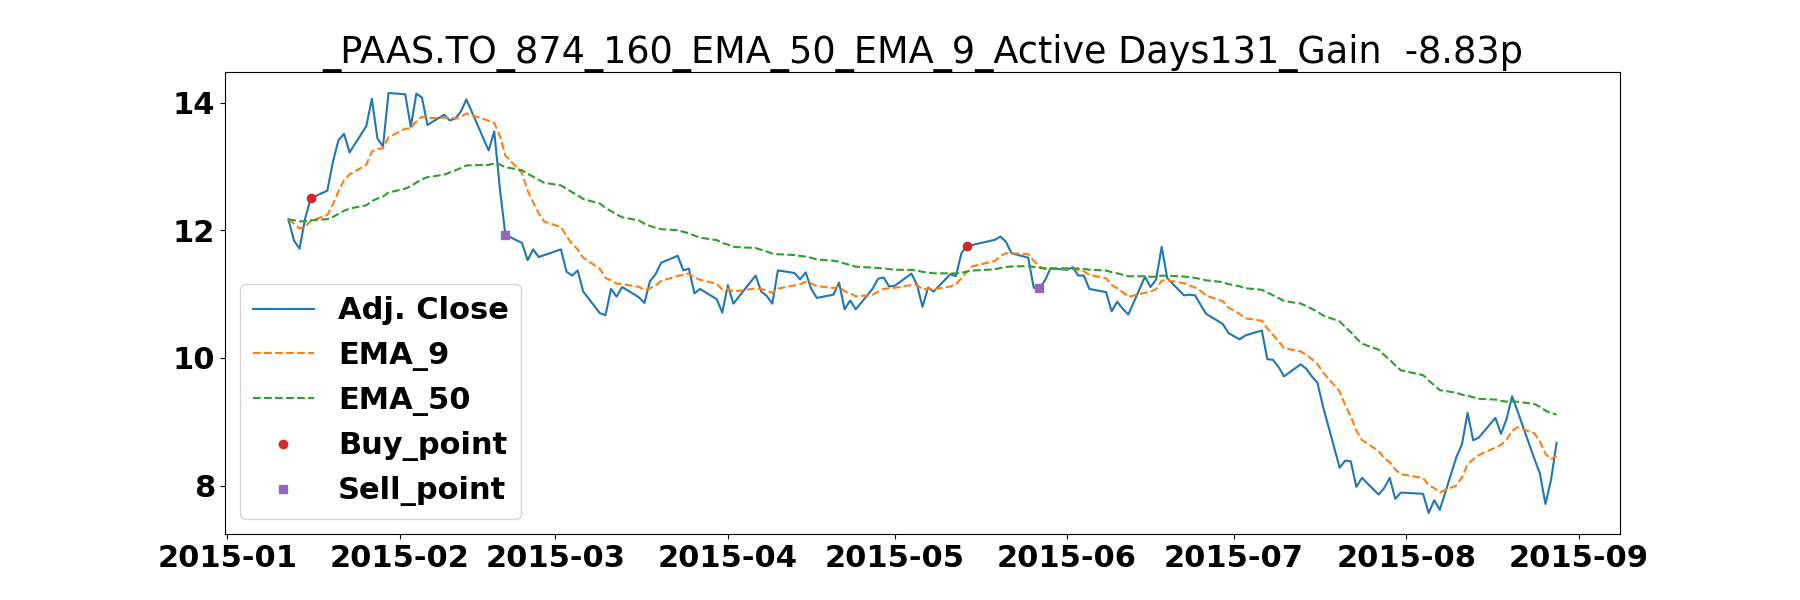 _PAAS.TO_874_160_EMA_50_EMA_9_Active Days131_Gain  -8.83p
14
12
10
8
Adj. Close
EMA_9
EMA_50
Buy_point
Sell_point
2015-01 2015-02 2015-03 2015-04 2015-05 2015-06 2015-07 2015-08 2015-09